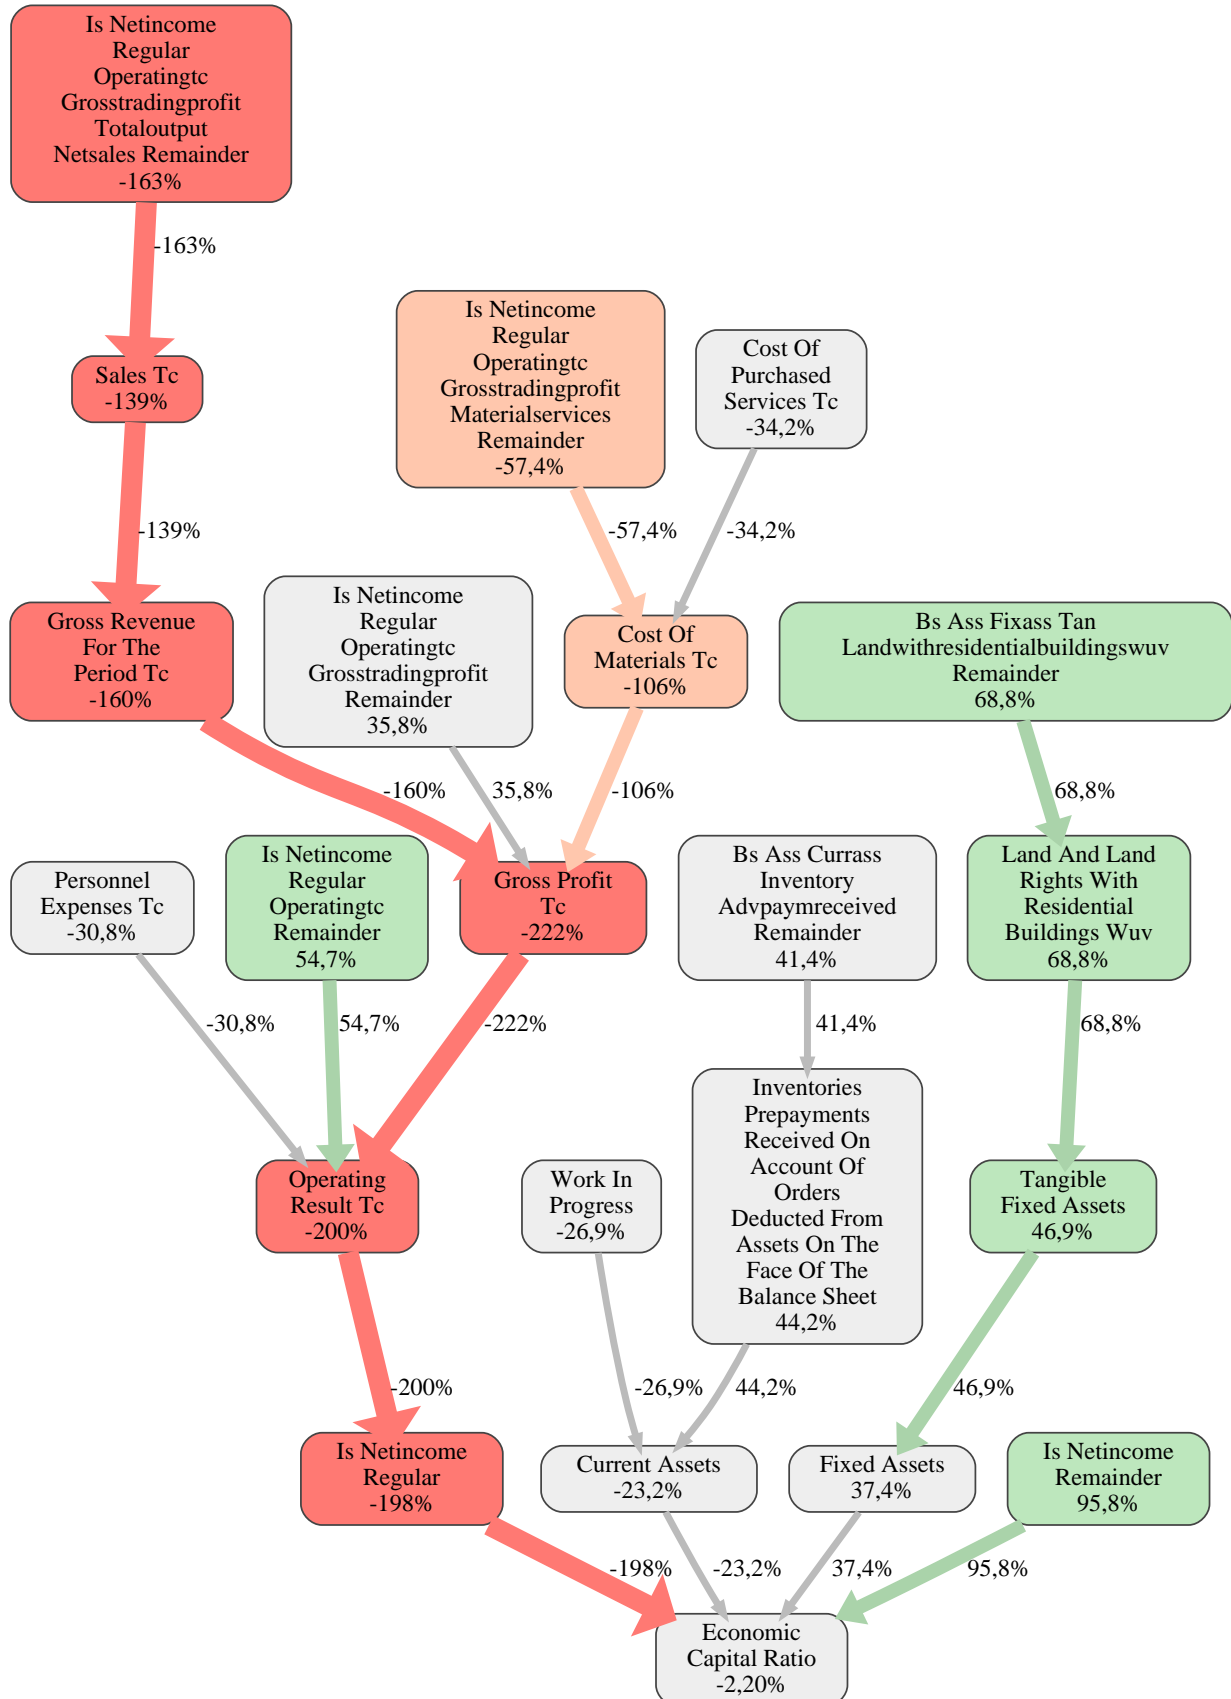 Is Netincome
Regular
Operatingtc
Grosstradingprofit
Totaloutput
Netsales Remainder
-163%
-163%
Sales Tc
-139%
-139%
Is Netincome
Regular
Operatingtc
Grosstradingprofit
Materialservices
Remainder
-57,4%
Cost Of
Purchased
Services Tc
-34,2%
-57,4%
-34,2%
Gross Revenue
For The
Period Tc
-160%
Is Netincome
Regular
Operatingtc
Grosstradingprofit
Remainder
35,8%
Cost Of
Materials Tc
-106%
Bs Ass Fixass Tan
Landwithresidentialbuildingswuv
Remainder
68,8%
-160%
35,8%
-106%
68,8%
Personnel
Expenses Tc
-30,8%
Is Netincome
Regular
Operatingtc
Remainder
54,7%
Gross Profit
Tc
-222%
Bs Ass Currass
Inventory
Advpaymreceived
Remainder
41,4%
Land And Land
Rights With
Residential
Buildings Wuv
68,8%
-30,8%
54,7%
-222%
41,4%
68,8%
Operating
Result Tc
-200%
Work In
Progress
-26,9%
Inventories
Prepayments
Received On
Account Of
Orders
Deducted From
Assets On The
Face Of The
Balance Sheet
44,2%
Tangible
Fixed Assets
46,9%
-200%
-26,9%
44,2%
46,9%
Is Netincome
Regular
-198%
Current Assets
-23,2%
Fixed Assets
37,4%
Is Netincome
Remainder
95,8%
-198%
-23,2%
37,4%
95,8%
Economic
Capital Ratio
-2,20%